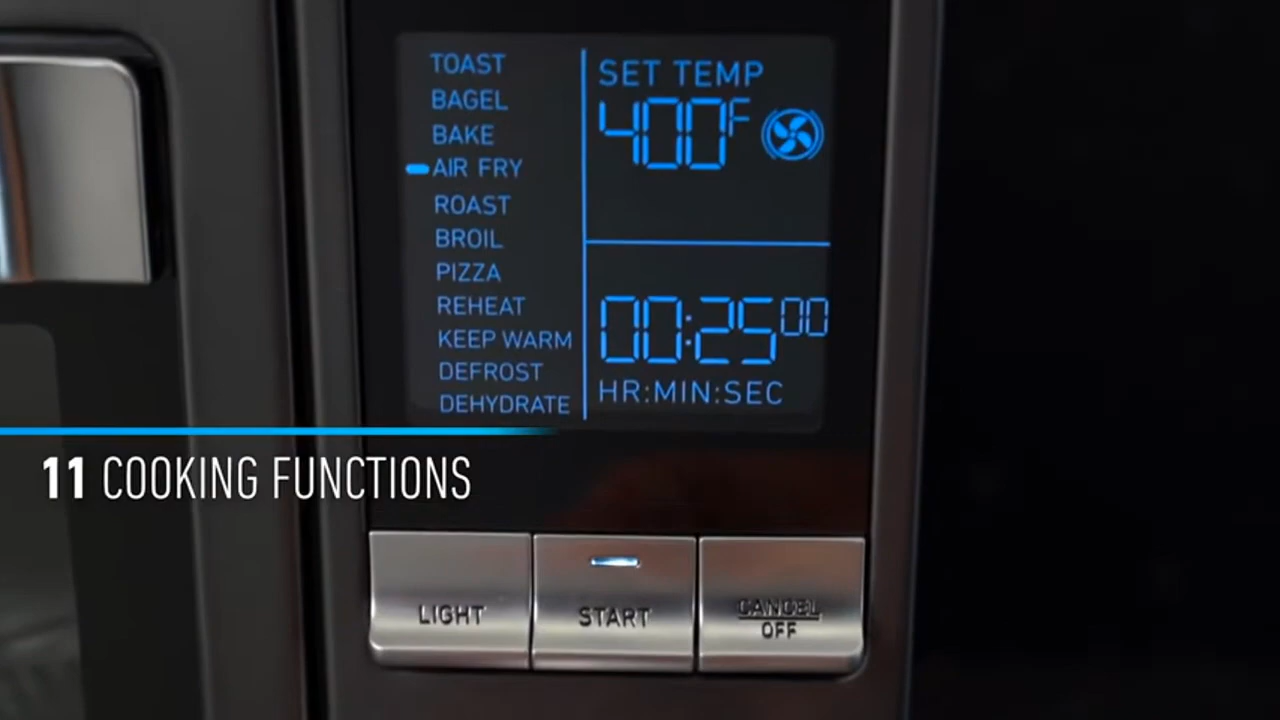 TOAST
BAGEL
BAKE
AIR FRY
ROAST
BROIL
PIZZA
REHEAT
KEEP WARM
DEFROST
DEHYDRATE
SET TEMP
400F
00:25 00
HR:MIN:SEC
11 COOKING FUNCTIONS
LIGHT
START
CANCEL
OFF